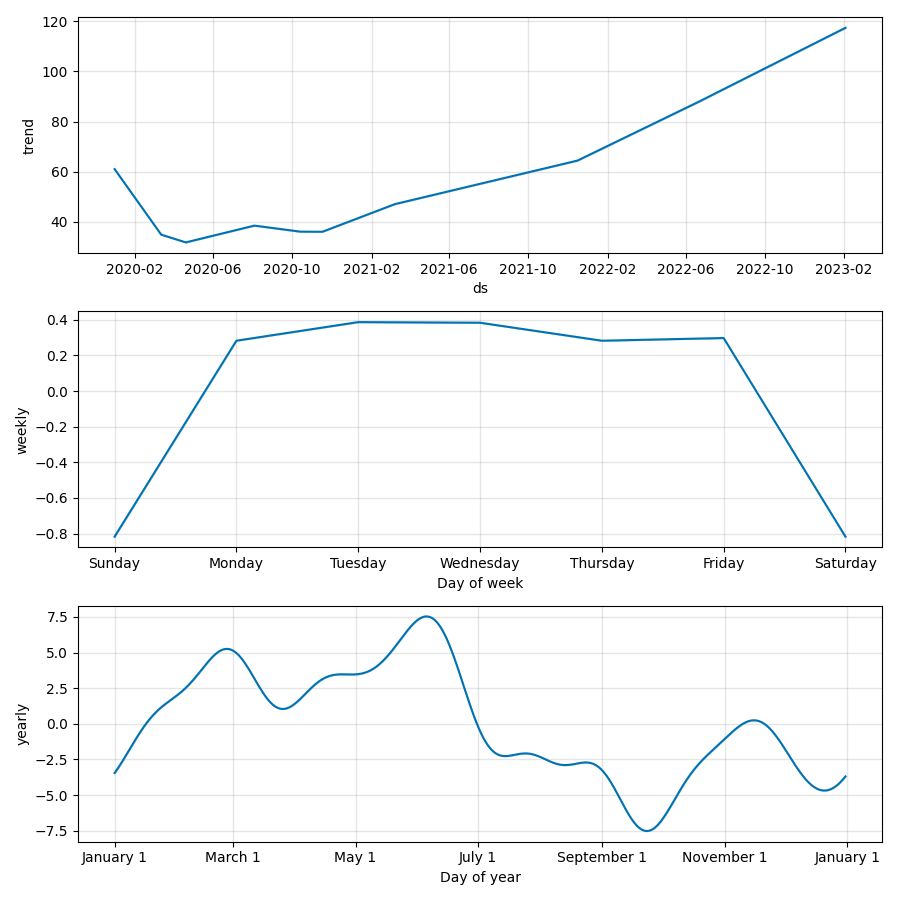 120
100
80
60
40
trend
2020-02 2020-06 2020-10 2021-02 2021-06 2021-10 2022-02 2022-06 2022-10 2023-02
ds
0.4
0.2
0.0
−0.2
−0.4
−0.6
−0.8
weekly
Sunday Monday Tuesday Wednesday Thursday Friday Saturday
Day of week
7.5
5.0
2.5
0.0
−2.5
−5.0
−7.5
yearly
January 1 March 1 May 1 July 1 September 1 November 1 January 1
Day of year